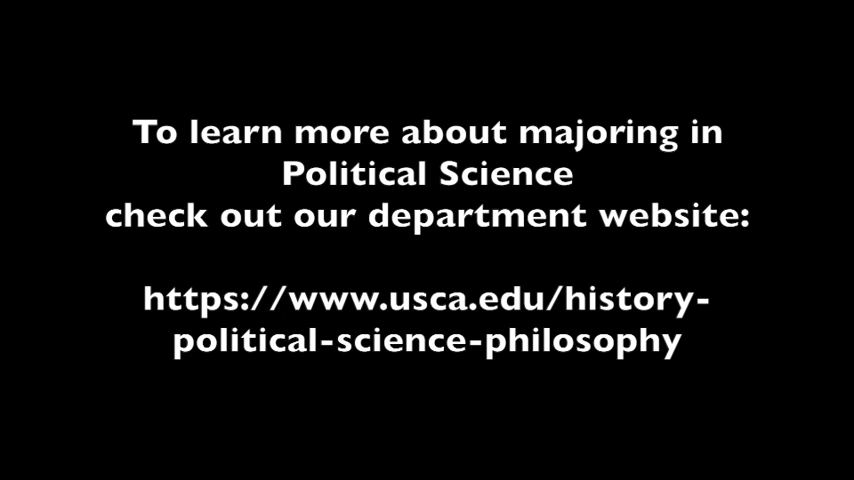 To learn more about majoring in
Political Science
check out our department website:
https://www.usca.edu/history-
political-science-philosophy